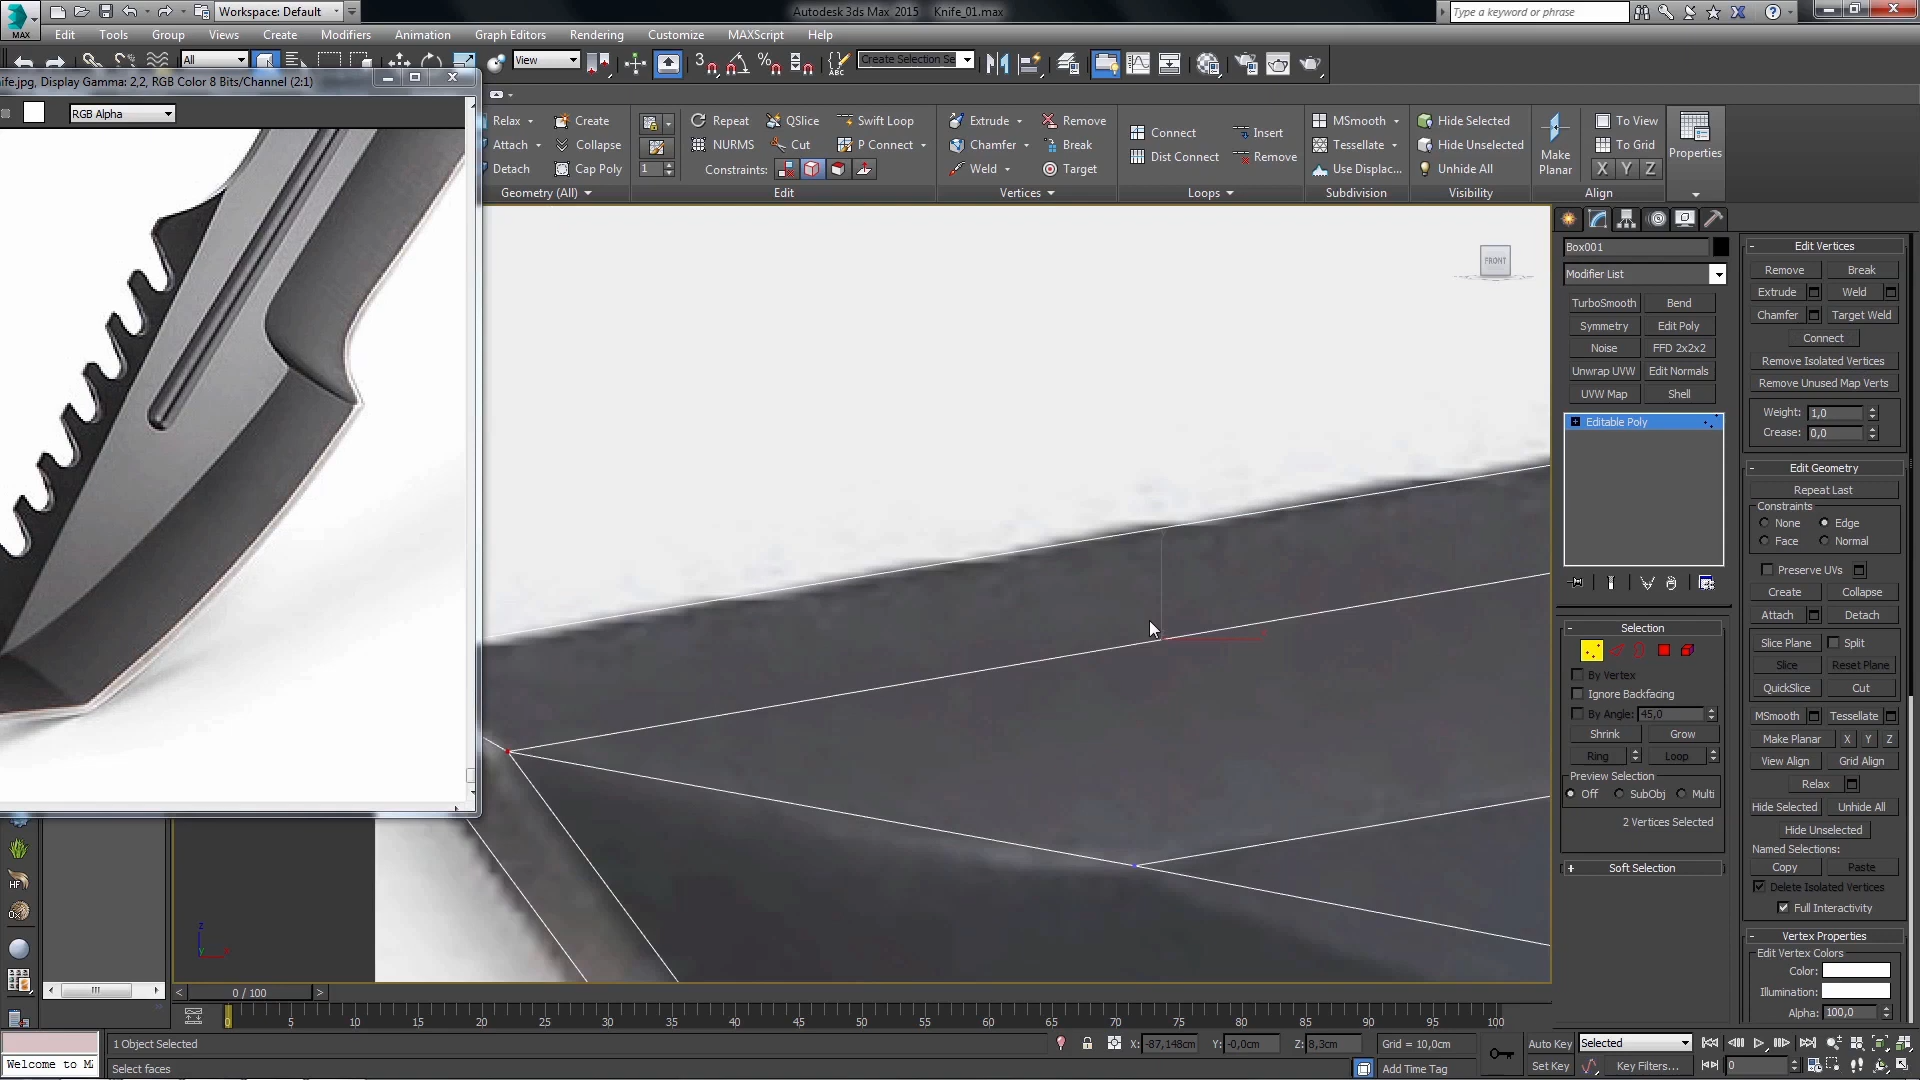 Workspace: Default
Autodesk 3ds Max 2015 Knife_01.max
Type a keyword or phrase
MAX
Edit Tools Group Views Create Modifiers Animation Graph Editors Rendering Customize MAXScript Help
All
View
3
Create Selection Se
ife.jpg, Display Gamma: 2,2, RGB Color 8 Bits/Channel (2:1)
RGB Alpha
Relax Create Repeat QSlice Swift Loop Extrude Remove
Attach Collapse NURMS Cut P Connect Chamfer Break
Detach Cap Poly 1 Constraints: Weld Target
Connect Insert
Dist Connect Remove
MSmooth Hide Selected To View
Tessellate Hide Unselected To Grid
Use Displac... Unhide All X Y Z
Make Planar
Properties
Geometry (All) Edit Vertices Loops Subdivision Visibility Align
FRONT
Box001
Modifier List
TurboSmooth Bend
Symmetry Edit Poly
Noise FFD 2x2x2
Unwrap UVW Edit Normals
UVW Map Shell
Editable Poly
Selection
By Vertex
Ignore Backfacing
By Angle: 45,0
Shrink Grow
Ring Loop
Preview Selection
Off SubObj Multi
2 Vertices Selected
Soft Selection
Edit Vertices
Remove Break
Extrude Weld
Chamfer Target Weld
Connect
Remove Isolated Vertices
Remove Unused Map Verts
Weight: 1,0
Crease: 0,0
Edit Geometry
Repeat Last
Constraints
None Edge
Face Normal
Preserve UVs
Create Collapse
Attach Detach
Slice Plane Split
Slice Reset Plane
QuickSlice Cut
MSmooth Tessellate
Make Planar X Y Z
View Align Grid Align
Relax
Hide Selected Unhide All
Hide Unselected
Named Selections:
Copy Paste
Delete Isolated Vertices
Full Interactivity
Vertex Properties
Edit Vertex Colors
Color:
Illumination:
Alpha: 100,0
HF
z
0 / 100
0 5 10 15 20 25 30 35 40 45 50 55 60 65 70 75 80 85 90 95 100
1 Object Selected
X: -87,148cm Y: -0,0cm Z: 8,3cm Grid = 10,0cm
Auto Key Selected
Welcome to M
Select faces
Add Time Tag
Set Key Key Filters... 0